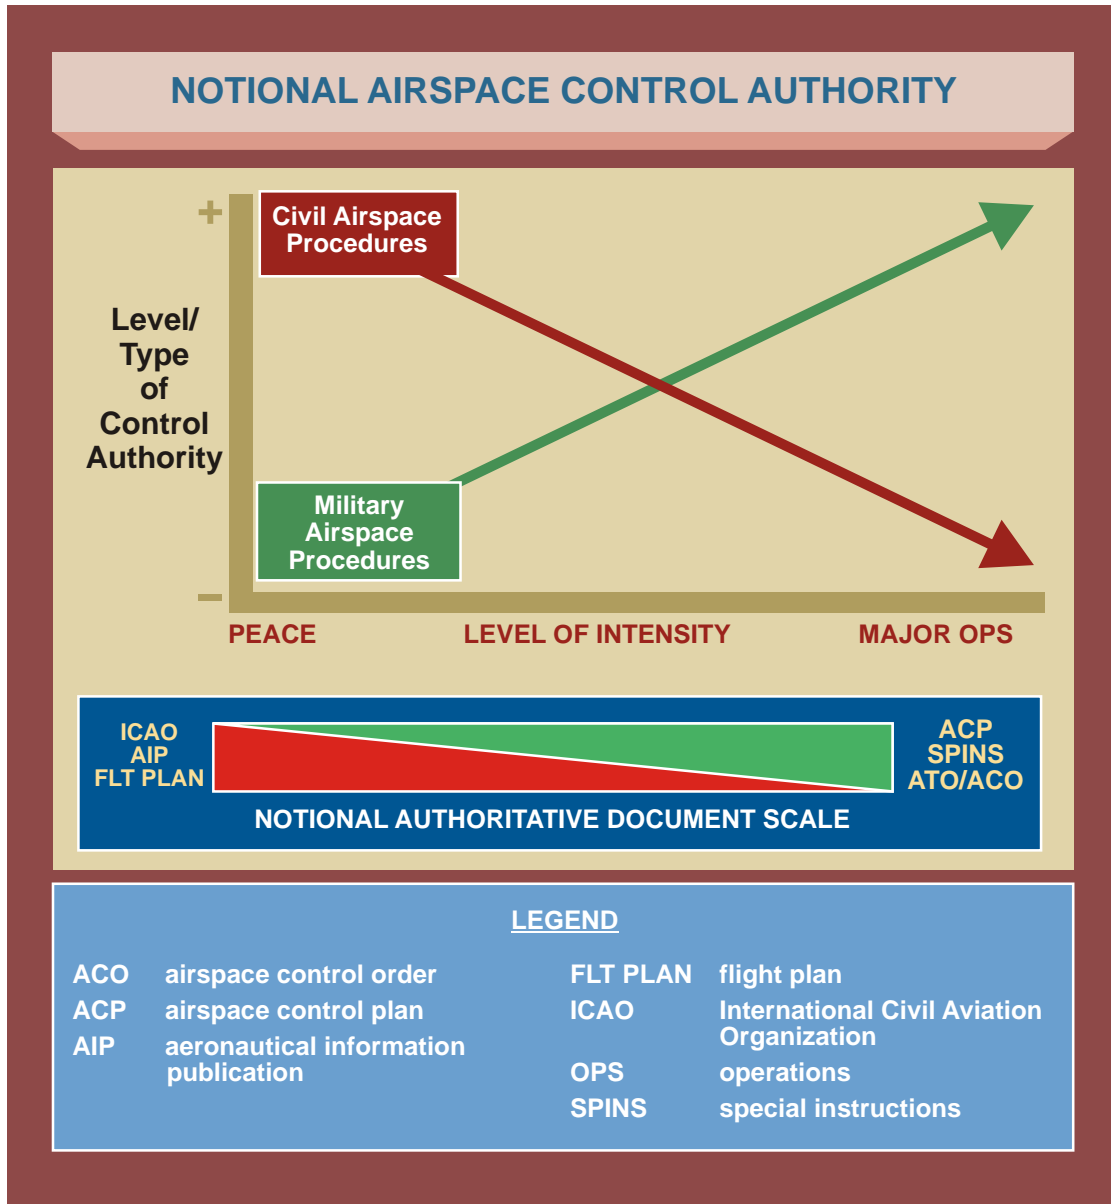 NOTIONAL AIRSPACE CONTROL AUTHORITY
+
Civil Airspace
Procedures
Level/
Type
of
Control
Authority
Military
Airspace
Procedures
–
PEACE LEVEL OF INTENSITY MAJOR OPS
ICAO
AIP
FLT PLAN
ACP
SPINS
ATO/ACO
NOTIONAL AUTHORITATIVE DOCUMENT SCALE
LEGEND
ACO airspace control order
ACP airspace control plan
AIP aeronautical information
publication
FLT PLAN flight plan
ICAO International Civil Aviation
Organization
OPS operations
SPINS special instructions